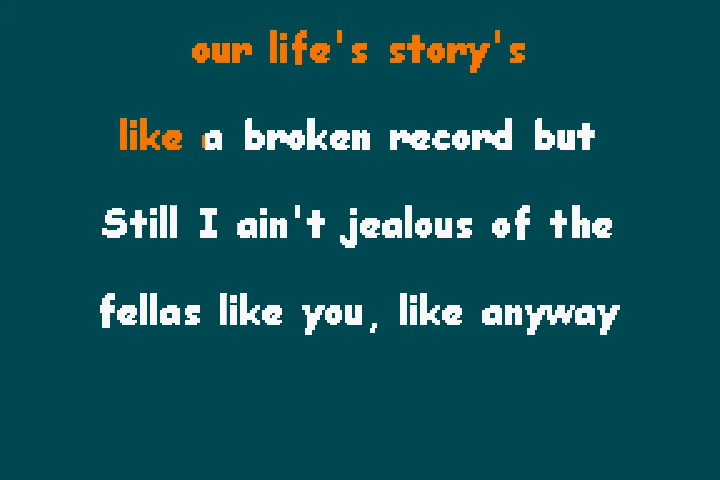 our life's story's
like a broken record but
Still I ain't jealous of the
fellas like you, like anyway